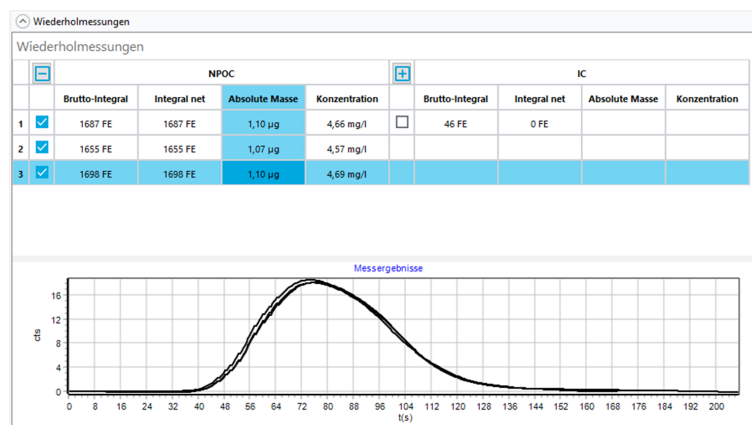 Wiederholmessungen
Wiederholmessungen
NPOC IC
Brutto-Integral Integral net Absolute Masse Konzentration Brutto-Integral Integral net Absolute Masse Konzentration
1 1687 FE 1687 FE 1,10 µg 4,66 mg/l 46 FE 0 FE
2 1655 FE 1655 FE 1,07 µg 4,57 mg/l
3 1698 FE 1698 FE 1,10 µg 4,69 mg/l
Messergebnisse
16
12
cts
8
4
0
0 8 16 24 32 40 48 56 64 72 80 88 96 104 112 120 128 136 144 152 160 168 176 184 192 200
t(s)